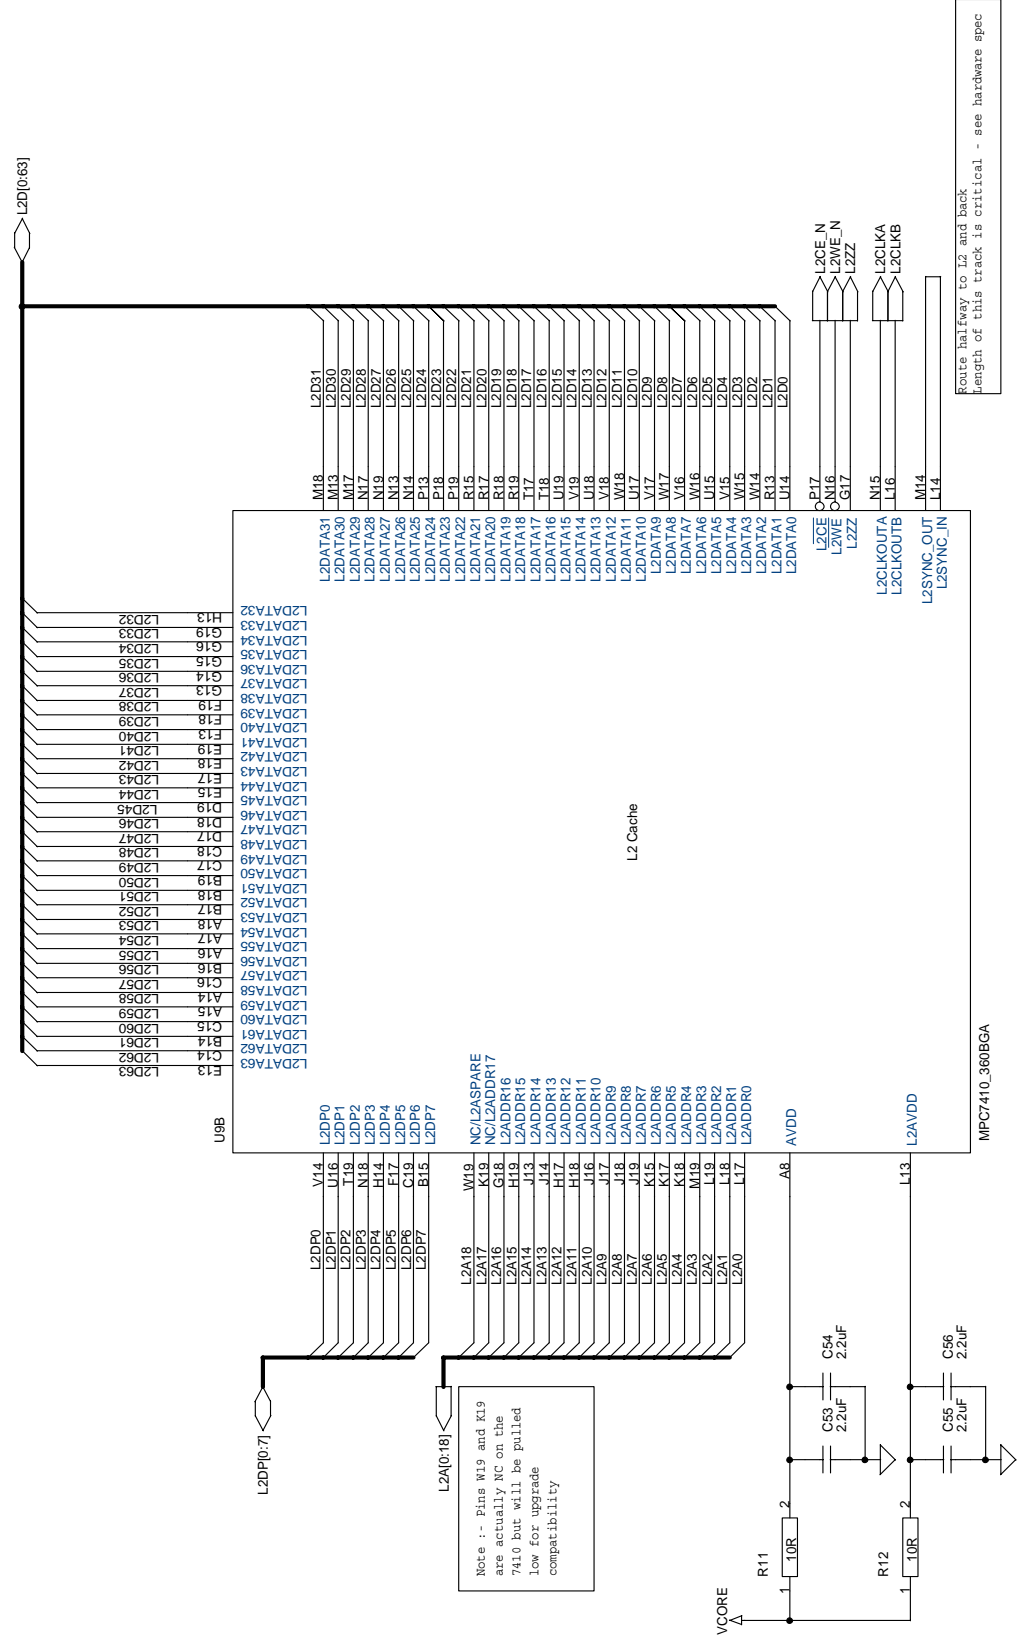 L2D[0:63]
L2DATA31 M18 L2D31
L2DATA30 M13 L2D30
L2DATA29 M17 L2D29
L2DATA28 N17 L2D28
L2DATA27 N19 L2D27
L2DATA26 N13 L2D26
L2DATA25 N14 L2D25
L2DATA24 P13 L2D24
L2DATA23 P18 L2D23
L2DATA22 P19 L2D22
L2DATA21 R15 L2D21
L2DATA20 R17 L2D20
L2DATA19 R18 L2D19
L2DATA18 R19 L2D18
L2DATA17 T17 L2D17
L2DATA16 T18 L2D16
L2DATA15 U19 L2D15
L2DATA14 V19 L2D14
L2DATA13 U18 L2D13
L2DATA12 V18 L2D12
L2DATA11 W18 L2D11
L2DATA10 U17 L2D10
L2DATA9 V17 L2D9
L2DATA8 W17 L2D8
L2DATA7 V16 L2D7
L2DATA6 W16 L2D6
L2DATA5 U15 L2D5
L2DATA4 V15 L2D4
L2DATA3 W15 L2D3
L2DATA2 W14 L2D2
L2DATA1 R13 L2D1
L2DATA0 U14 L2D0
L2CE P17 L2CE_N
L2WE N16 L2WE_N
L2ZZ G17 L2ZZ
L2CLKOUTA N15 L2CLKA
L2CLKOUTB L16 L2CLKB
L2SYNC_OUT M14
L2SYNC_IN L14
Route halfway to L2 and back
Length of this track is critical - see hardware spec
L2D32 H13 L2DATA32
L2D33 G19 L2DATA33
L2D34 G16 L2DATA34
L2D35 G15 L2DATA35
L2D36 G14 L2DATA36
L2D37 G13 L2DATA37
L2D38 F19 L2DATA38
L2D39 F18 L2DATA39
L2D40 F13 L2DATA40
L2D41 E19 L2DATA41
L2D42 E18 L2DATA42
L2D43 E17 L2DATA43
L2D44 E15 L2DATA44
L2D45 D19 L2DATA45
L2D46 D18 L2DATA46
L2D47 D17 L2DATA47
L2D48 C18 L2DATA48
L2D49 C17 L2DATA49
L2D50 B19 L2DATA50
L2D51 B18 L2DATA51
L2D52 B17 L2DATA52
L2D53 A18 L2DATA53
L2D54 A17 L2DATA54
L2D55 A16 L2DATA55
L2D56 B16 L2DATA56
L2D57 C16 L2DATA57
L2D58 A14 L2DATA58
L2D59 A15 L2DATA59
L2D60 C15 L2DATA60
L2D61 B14 L2DATA61
L2D62 C14 L2DATA62
L2D63 E13 L2DATA63
L2 Cache
U9B
MPC7410_360BGA
L2DP[0:7]
L2DP0 V14 L2DP0
L2DP1 U16 L2DP1
L2DP2 T19 L2DP2
L2DP3 N18 L2DP3
L2DP4 H14 L2DP4
L2DP5 F17 L2DP5
L2DP6 C19 L2DP6
L2DP7 B15 L2DP7
L2A[0:18]
L2A18 W19 NC/L2ASPARE
L2A17 K19 NC/L2ADDR17
L2A16 G18 L2ADDR16
L2A15 H19 L2ADDR15
L2A14 J13 L2ADDR14
L2A13 J14 L2ADDR13
L2A12 H17 L2ADDR12
L2A11 H18 L2ADDR11
L2A10 J16 L2ADDR10
L2A9 J17 L2ADDR9
L2A8 J18 L2ADDR8
L2A7 J19 L2ADDR7
L2A6 K15 L2ADDR6
L2A5 K17 L2ADDR5
L2A4 K18 L2ADDR4
L2A3 M19 L2ADDR3
L2A2 L19 L2ADDR2
L2A1 L18 L2ADDR1
L2A0 L17 L2ADDR0
A8 AVDD
L13 L2AVDD
Note :- Pins W19 and K19
are actually NC on the
7410 but will be pulled
low for upgrade
compatibility
VCORE
R11
1 10R 2
C53
2.2uF
C54
2.2uF
R12
1 10R 2
C55
2.2uF
C56
2.2uF